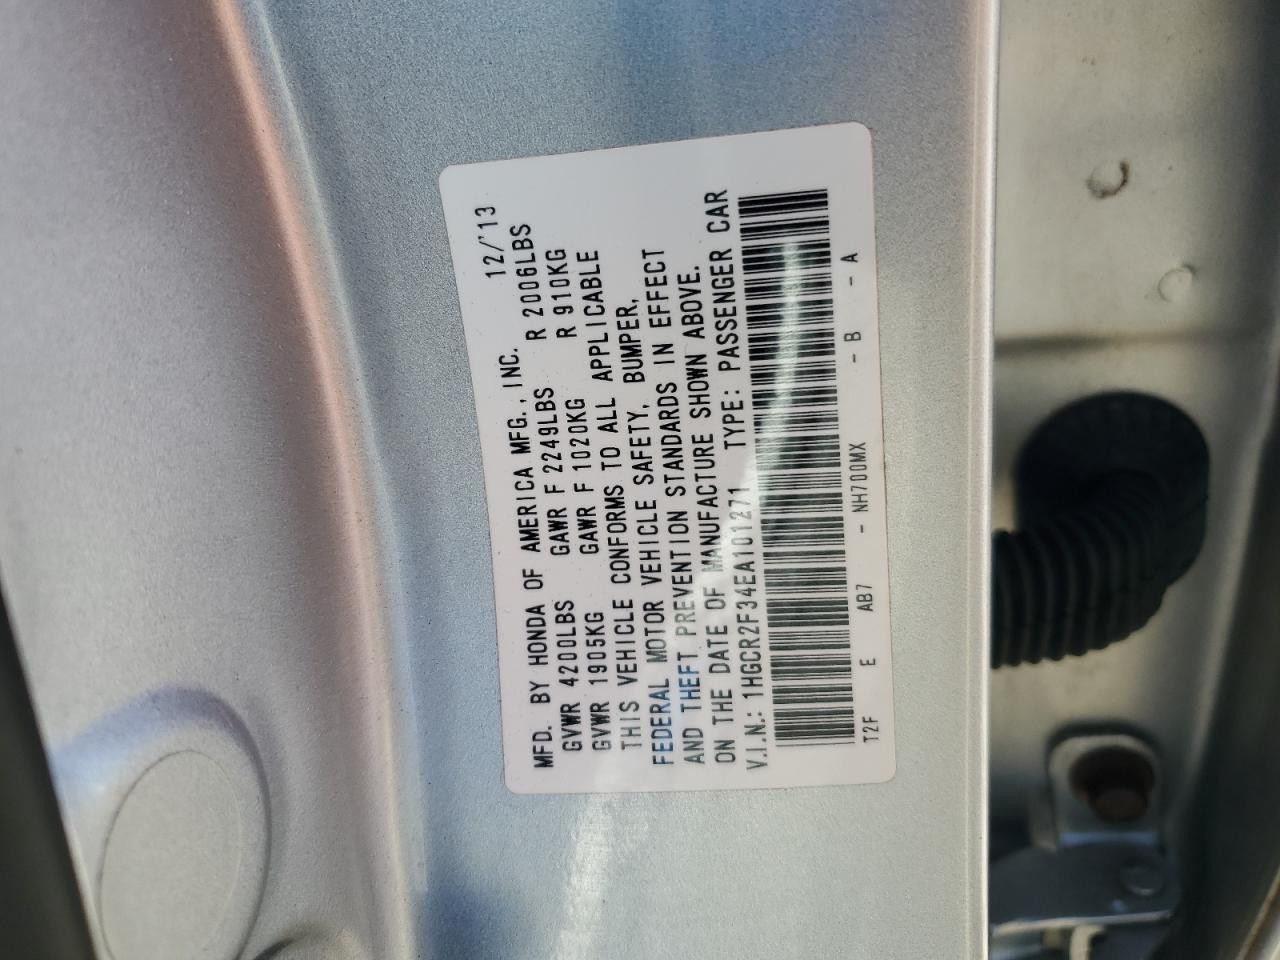 MFD. BY HONDA OF AMERICA MFG., INC. 12/'13
GVWR 4200LBS GAWR F 2249LBS R 2006LBS
GVWR 1905KG GAWR F 1020KG R 910KG
THIS VEHICLE CONFORMS TO ALL APPLICABLE
FEDERAL MOTOR VEHICLE SAFETY, BUMPER,
AND THEFT PREVENTION STANDARDS IN EFFECT
ON THE DATE OF MANUFACTURE SHOWN ABOVE.
V.I.N.: 1HGCR2F34EA101271 TYPE: PASSENGER CAR
T2F E AB7 - NH700MX - B - A